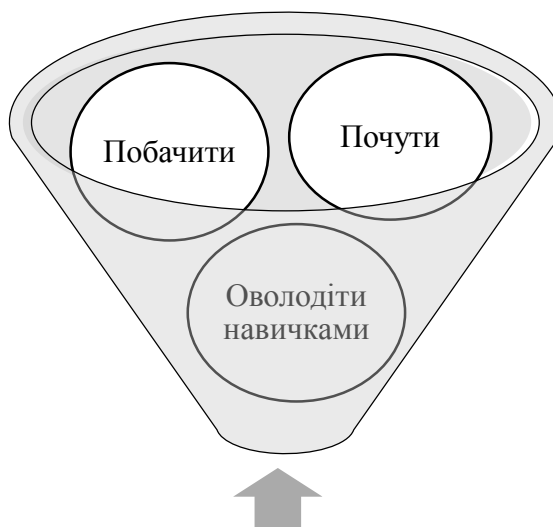 Побачити
Почути
Оволодіти
навичками